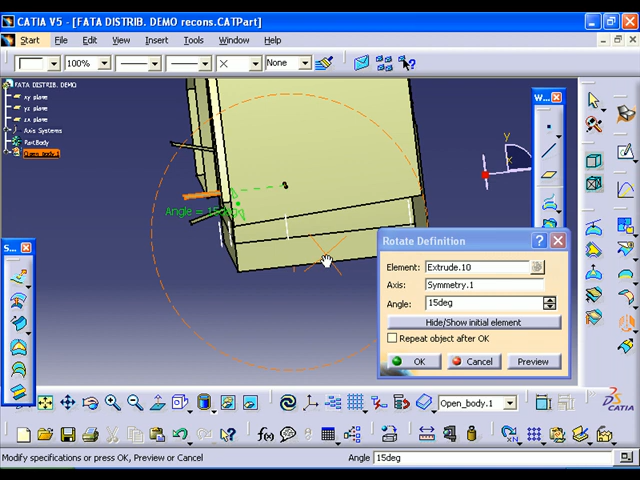 CATIA V5 - [FATA DISTRIB. DEMO recons.CATPart]
Start File Edit View Insert Tools Window Help
100% None
FATA DISTRIB. DEMO
xy plane
yz plane
zx plane
Axis Systems
PartBody
Open_body.1
Angle = 15deg
S...
W...
y
x
Rotate Definition
Element: Extrude.10
Axis: Symmetry.1
Angle: 15deg
Hide/Show initial element
Repeat object after OK
OK Cancel Preview
Open_body.1
f(x)
CATIA
Modify specifications or press OK, Preview or Cancel
Angle 15deg